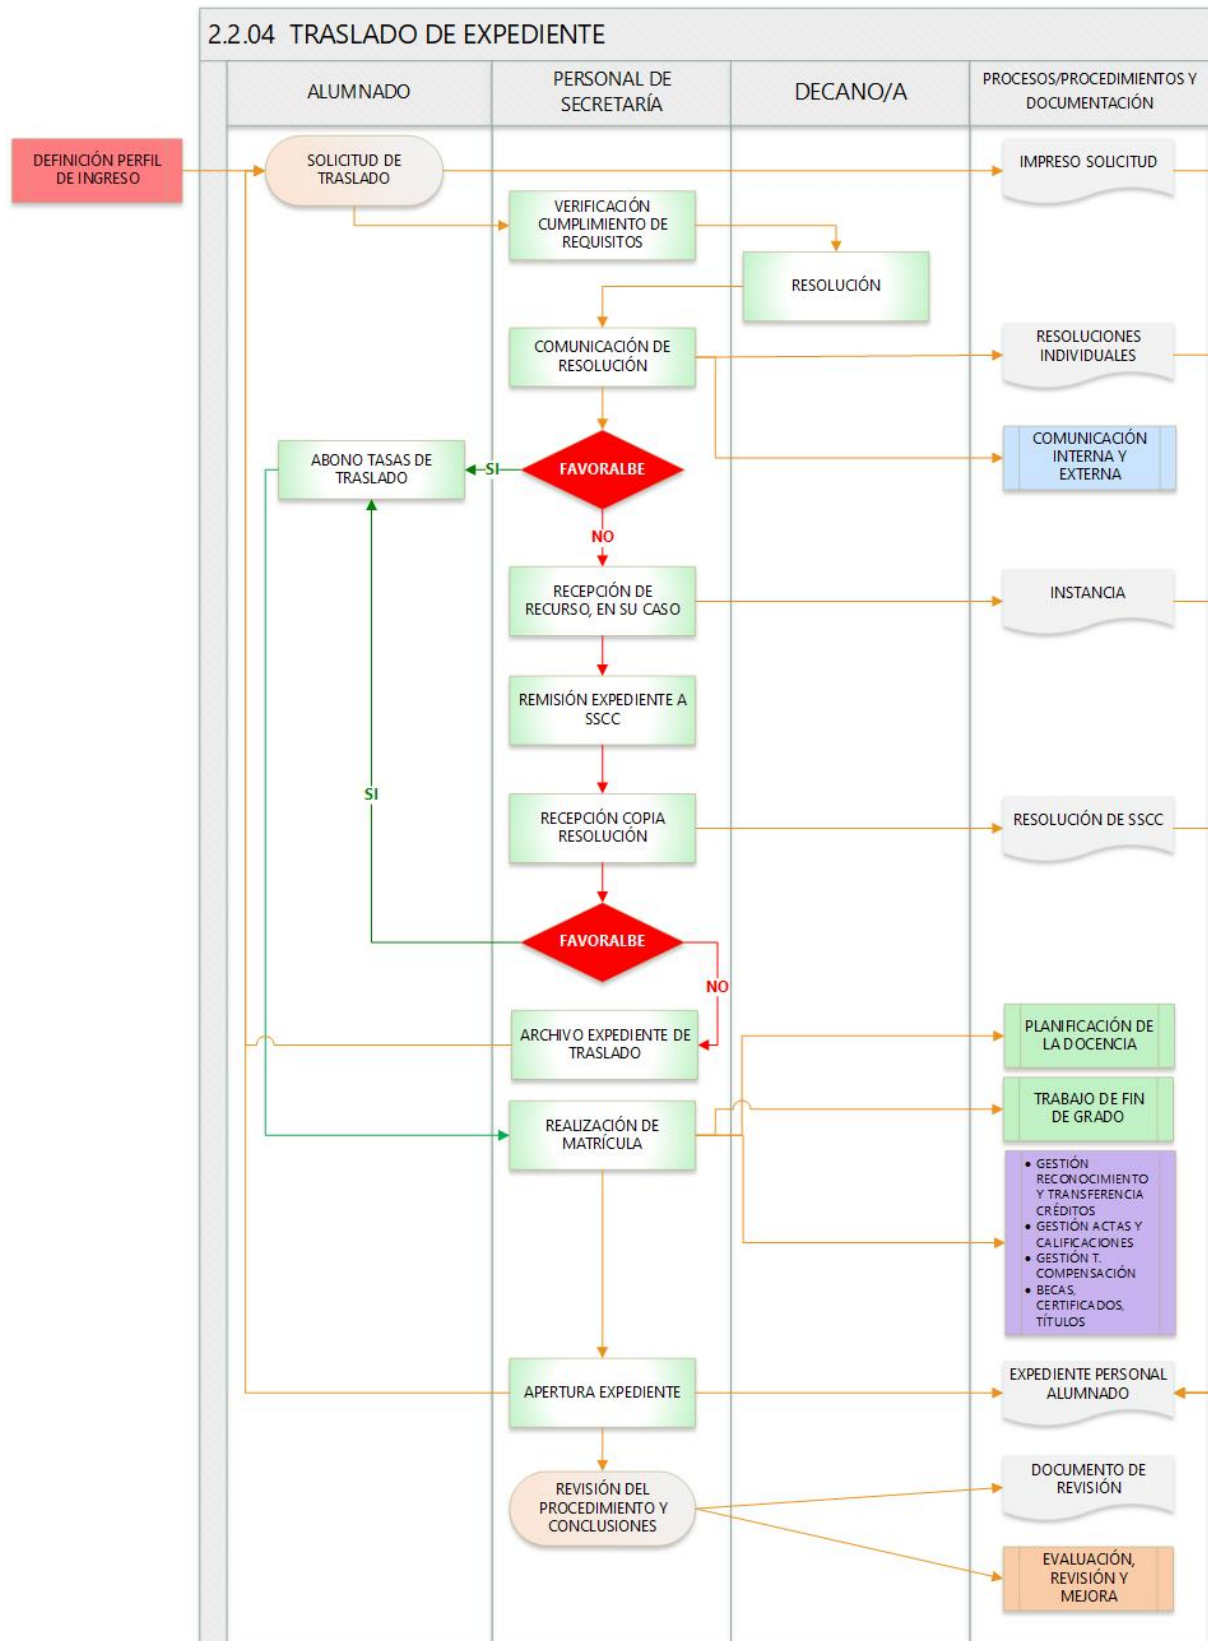 2.2.04 TRASLADO DE EXPEDIENTE
ALUMNADO
PERSONAL DE
SECRETARÍA
DECANO/A
PROCESOS/PROCEDIMIENTOS Y
DOCUMENTACIÓN
DEFINICIÓN PERFIL
DE INGRESO
SOLICITUD DE
TRASLADO
IMPRESO SOLICITUD
VERIFICACIÓN
CUMPLIMIENTO DE
REQUISITOS
RESOLUCIÓN
COMUNICACIÓN DE
RESOLUCIÓN
RESOLUCIONES
INDIVIDUALES
COMUNICACIÓN
INTERNA Y
EXTERNA
ABONO TASAS DE
TRASLADO
SI
FAVORALBE
NO
RECEPCIÓN DE
RECURSO, EN SU CASO
INSTANCIA
REMISIÓN EXPEDIENTE A
SSCC
SI
RECEPCIÓN COPIA
RESOLUCIÓN
RESOLUCIÓN DE SSCC
FAVORALBE
NO
ARCHIVO EXPEDIENTE DE
TRASLADO
PLANIFICACIÓN DE
LA DOCENCIA
TRABAJO DE FIN
DE GRADO
REALIZACIÓN DE
MATRÍCULA
• GESTIÓN
RECONOCIMIENTO
Y TRANSFERENCIA
CRÉDITOS
• GESTIÓN ACTAS Y
CALIFICACIONES
• GESTIÓN T.
COMPENSACIÓN
• BECAS,
CERTIFICADOS,
TÍTULOS
APERTURA EXPEDIENTE
EXPEDIENTE PERSONAL
ALUMNADO
REVISIÓN DEL
PROCEDIMIENTO Y
CONCLUSIONES
DOCUMENTO DE
REVISIÓN
EVALUACIÓN,
REVISIÓN Y
MEJORA